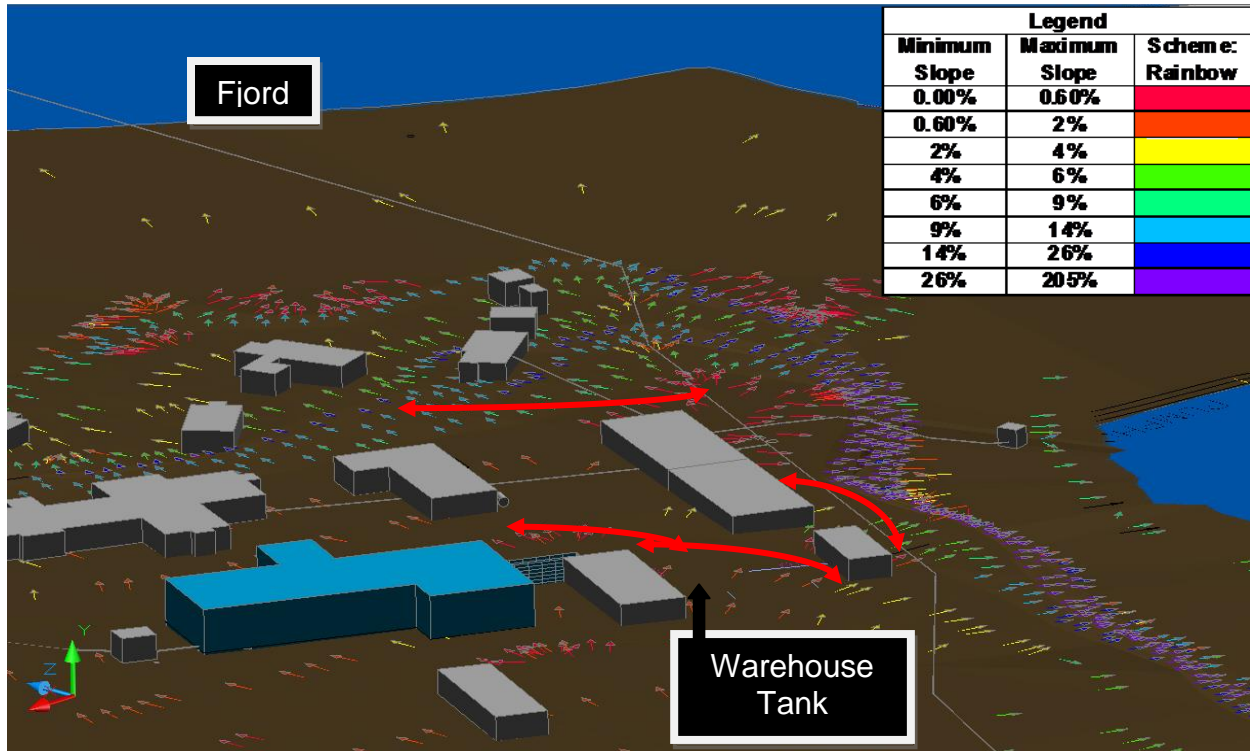 Fjord
Legend
Minimum Slope Maximum Slope Scheme: Rainbow
0.00% 0.60%
0.60% 2%
2% 4%
4% 6%
6% 9%
9% 14%
14% 26%
26% 205%
Warehouse
Tank
Y
Z